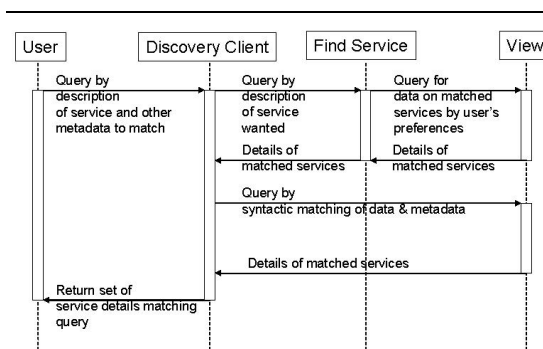 User
Discovery Client
Find Service
View
Query by
description
of service and other
metadata to match
Query by
description
of service
wanted
Query for
data on matched
services by user's
preferences
Details of
matched services
Details of
matched services
Query by
syntactic matching of data & metadata
Details of matched services
Return set of
service details matching
query